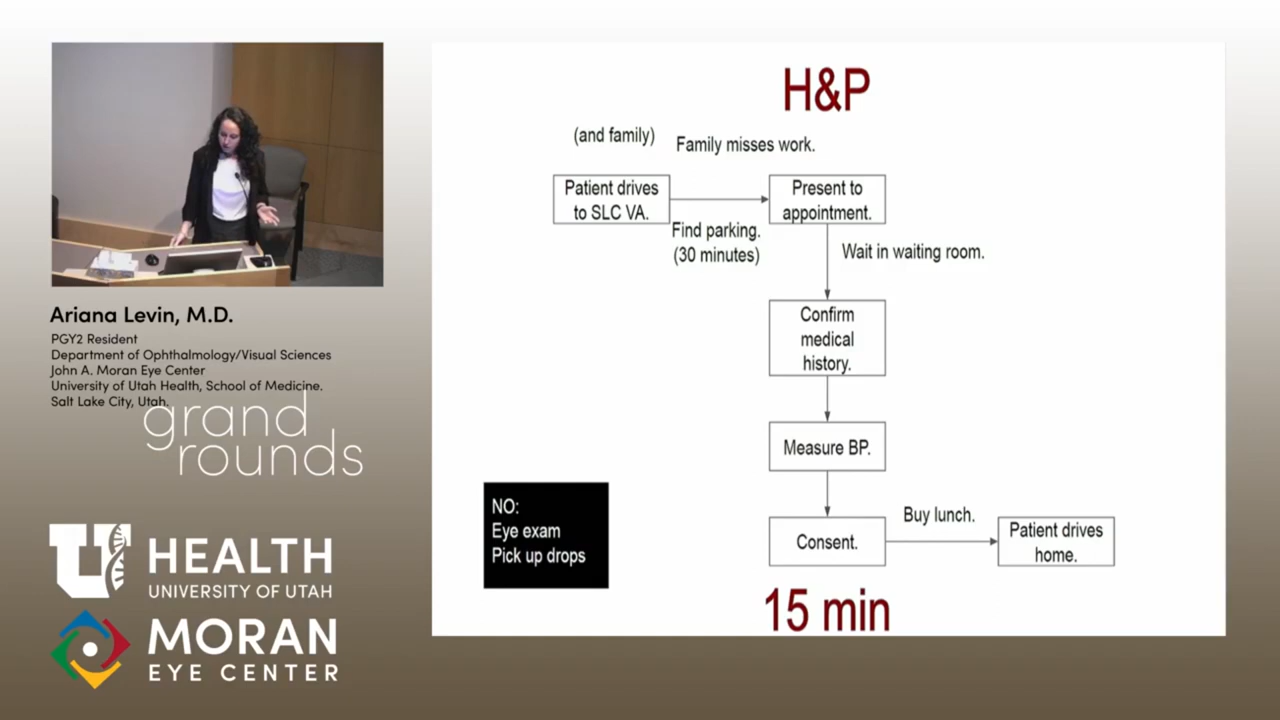 Ariana Levin, M.D.
PGY2 Resident
Department of Ophthalmology/Visual Sciences
John A. Moran Eye Center
University of Utah Health, School of Medicine.
Salt Lake City, Utah.
grand
rounds
U HEALTH
UNIVERSITY OF UTAH
MORAN
EYE CENTER
H&P
(and family)
Family misses work.
Patient drives
to SLC VA.
Present to
appointment.
Find parking.
(30 minutes)
Wait in waiting room.
Confirm
medical
history.
Measure BP.
NO:
Eye exam
Pick up drops
Consent.
Buy lunch.
Patient drives
home.
15 min